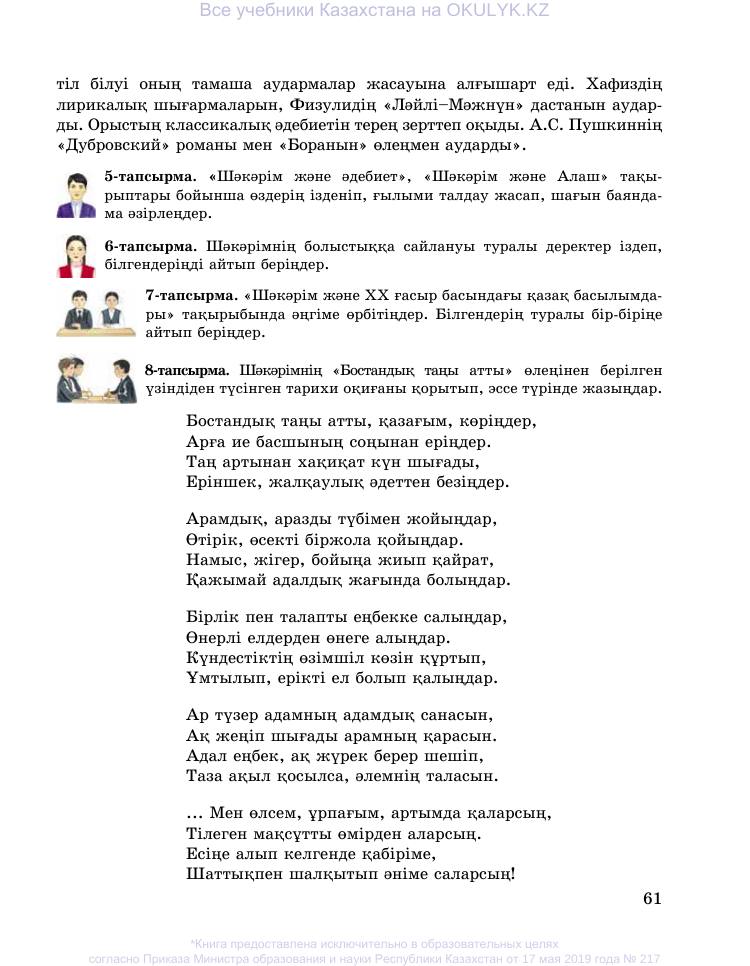 Все учебники Казахстана на OKULYK.KZ
тіл білуі оның тамаша аудармалар жасауына алғышарт еді. Хафиздің
лирикалық шығармаларын, Физулидің «Ләйлі–Мәжнүн» дастанын аудар-
ды. Орыстың классикалық әдебиетін терең зерттеп оқыды. А.С. Пушкиннің
«Дубровский» романы мен «Боранын» өлеңмен аударды».
5-тапсырма. «Шәкәрім және әдебиет», «Шәкәрім және Алаш» тақы-
рыптары бойынша өздерің ізденіп, ғылыми талдау жасап, шағын баянда-
ма әзірлеңдер.
6-тапсырма. Шәкәрімнің болыстыққа сайлануы туралы деректер іздеп,
білгендеріңді айтып беріңдер.
7-тапсырма. «Шәкәрім және ХХ ғасыр басындағы қазақ басылымда-
ры» тақырыбында әңгіме өрбітіңдер. Білгендерің туралы бір-біріңе
айтып беріңдер.
8-тапсырма. Шәкәрімнің «Бостандық таңы атты» өлеңінен берілген
үзіндіден түсінген тарихи оқиғаны қорытып, эссе түрінде жазыңдар.
Бостандық таңы атты, қазағым, көріңдер,
Арға ие басшының соңынан еріңдер.
Таң артынан хақиқат күн шығады,
Еріншек, жалқаулық әдеттен безіңдер.
Арамдық, аразды түбімен жойыңдар,
Өтірік, өсекті біржола қойыңдар.
Намыс, жігер, бойыңа жиып қайрат,
Қажымай адалдық жағында болыңдар.
Бірлік пен талапты еңбекке салыңдар,
Өнерлі елдерден өнеге алыңдар.
Күндестіктің өзімшіл көзін құртып,
Ұмтылып, ерікті ел болып қалыңдар.
Ар түзер адамның адамдық санасын,
Ақ жеңіп шығады арамның қарасын.
Адал еңбек, ақ жүрек берер шешіп,
Таза ақыл қосылса, әлемнің таласын.
... Мен өлсем, ұрпағым, артымда қаларсың,
Тілеген мақсұтты өмірден аларсың.
Есіңе алып келгенде қабіріме,
Шаттықпен шалқытып әніме саларсың!
61
*Книга предоставлена исключительно в образовательных целях
согласно Приказа Министра образования и науки Республики Казахстан от 17 мая 2019 года № 217